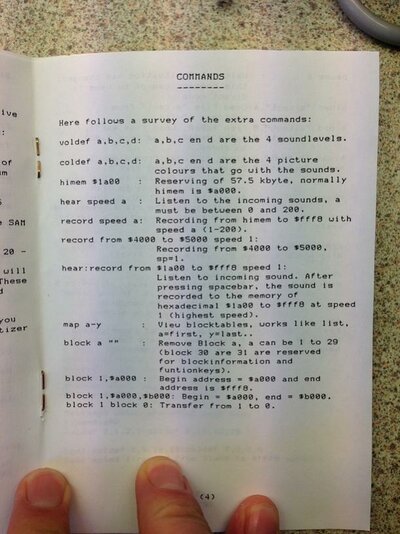 COMMANDS
--------
Here follows a survey of the extra commands:
voldef a,b,c,d: a,b,c en d are the 4 soundlevels.
coldef a,b,c,d: a,b,c en d are the 4 picture
colours that go with the sounds.
himem $1a00 : Reserving of 57.5 kbyte, normally
himem is $a000.
hear speed a : Listen to the incoming sounds, a
must be between 0 and 200.
record speed a: Recording from himem to $fff8 with
speed a (1-200).
record from $4000 to $5000 speed 1:
Recording from $4000 to $5000,
sp=1.
hear:record from $1a00 to $fff8 speed 1:
Listen to incoming sound. After
pressing spacebar, the sound is
recorded to the memory of
hexadecimal $1a00 to $fff8 at speed
1 (highest speed).
map a-y : View blocktables, works like list,
a=first, y=last..
block a "" : Remove Block a, a can be 1 to 29
(block 30 are 31 are reserved
for blockinformation and
funtionkeys).
block 1,$a000 : Begin address = $a000 and end
address is $fff8.
block 1,$a000,$b000: Begin = $a000, end = $b000.
block 1 block 0: Transfer from 1 to 0.
(4)
ive
of
e SAM
20 -
will
These
d
you
tizer